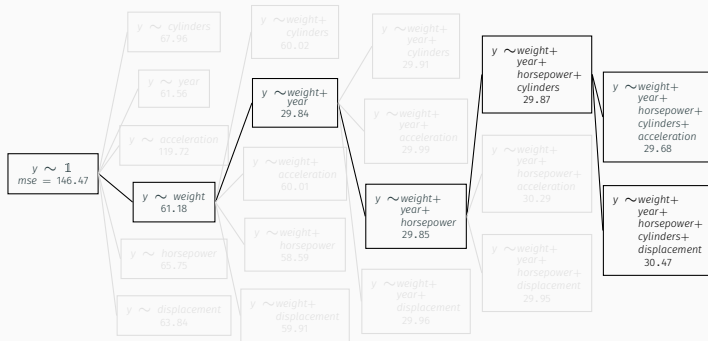 y ∼ 𝟙
mse = 146.47
y ∼ cylinders
67.96
y ∼ year
61.56
y ∼ acceleration
119.72
y ∼ weight
61.18
y ∼ horsepower
65.75
y ∼ displacement
63.84
y ∼weight+
cylinders
60.02
y ∼weight+
year
29.84
y ∼weight+
acceleration
60.01
y ∼weight+
horsepower
58.59
y ∼weight+
displacement
59.91
y ∼weight+
year+
cylinders
29.91
y ∼weight+
year+
acceleration
29.99
y ∼weight+
year+
horsepower
29.85
y ∼weight+
year+
displacement
29.96
y ∼weight+
year+
horsepower+
cylinders
29.87
y ∼weight+
year+
horsepower+
acceleration
30.29
y ∼weight+
year+
horsepower+
displacement
29.95
y ∼weight+
year+
horsepower+
cylinders+
acceleration
29.68
y ∼weight+
year+
horsepower+
cylinders+
displacement
30.47